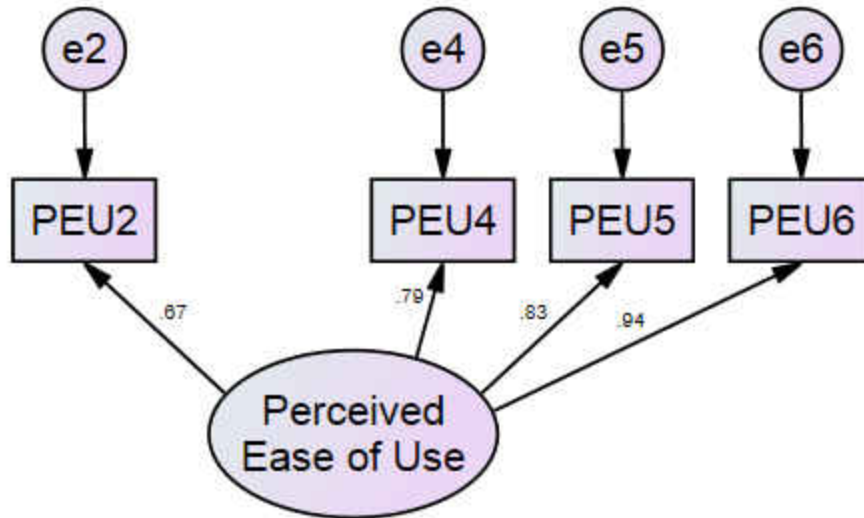 e2
e4
e5
e6
PEU2
PEU4
PEU5
PEU6
.67
.79
.83
.94
Perceived
Ease of Use